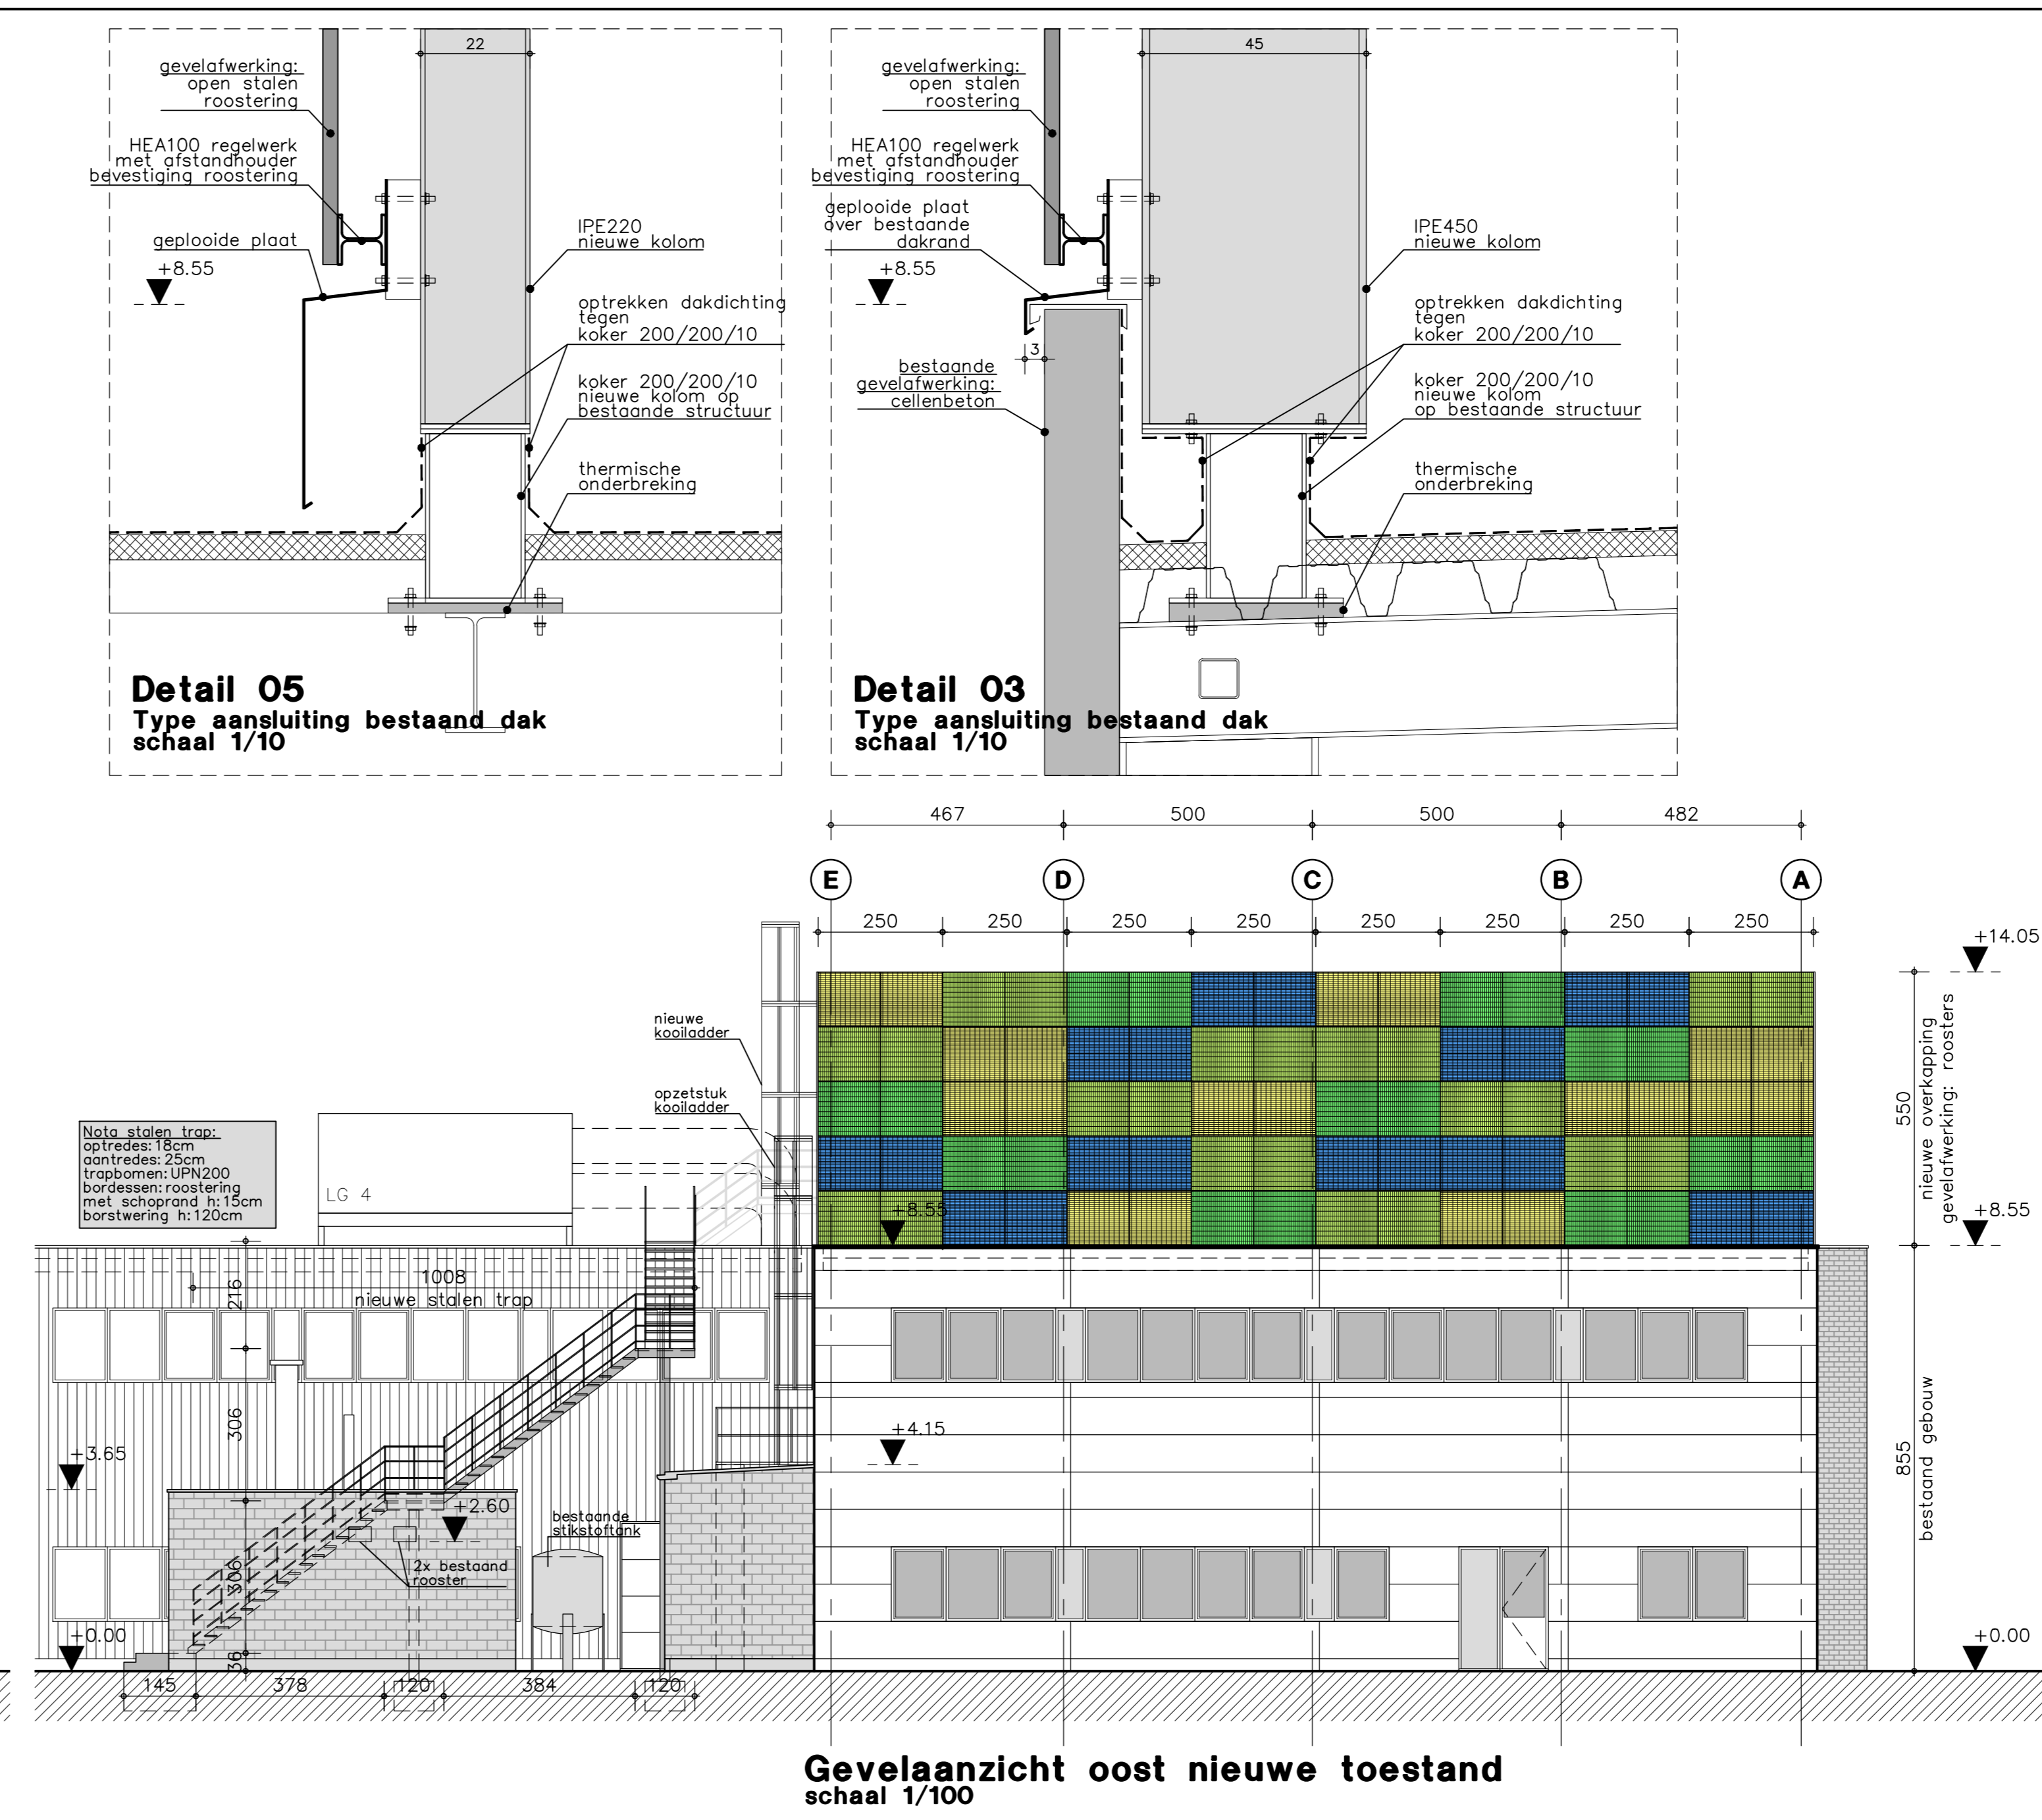 22
gevelafwerking:
open stalen
roostering
HEA100 regelwerk
met afstandhouder
bevestiging roostering
geplooide plaat
+8.55
IPE220
nieuwe kolom
optrekken dakdichting
tegen
koker 200/200/10
koker 200/200/10
nieuwe kolom op
bestaande structuur
thermische
onderbreking
Detail 05
Type aansluiting bestaand dak
schaal 1/10
45
gevelafwerking:
open stalen
roostering
HEA100 regelwerk
met afstandhouder
bevestiging roostering
geplooide plaat
over bestaande
dakrand
+8.55
3
bestaande
gevelafwerking:
cellenbeton
IPE450
nieuwe kolom
optrekken dakdichting
tegen
koker 200/200/10
koker 200/200/10
nieuwe kolom
op bestaande structuur
thermische
onderbreking
Detail 03
Type aansluiting bestaand dak
schaal 1/10
467 500 500 482
E D C B A
250 250 250 250 250 250 250 250
+14.05
nieuwe
kooiladder
opzetstuk
kooiladder
550
nieuwe overkapping
gevelafwerking: roosters
+8.55
+8.55
Nota stalen trap:
optredes: 18cm
aantredes: 25cm
trapbomen: UPN200
bordessen: roostering
met schoprand h: 15cm
borstwering h: 120cm
LG 4
1008
nieuwe stalen trap
216
306
306
36
+3.65
+4.15
+2.60
855
bestaand gebouw
bestaande
stikstoftank
2x bestaand
rooster
+0.00
+0.00
145 378 120 384 120
Gevelaanzicht oost nieuwe toestand
schaal 1/100